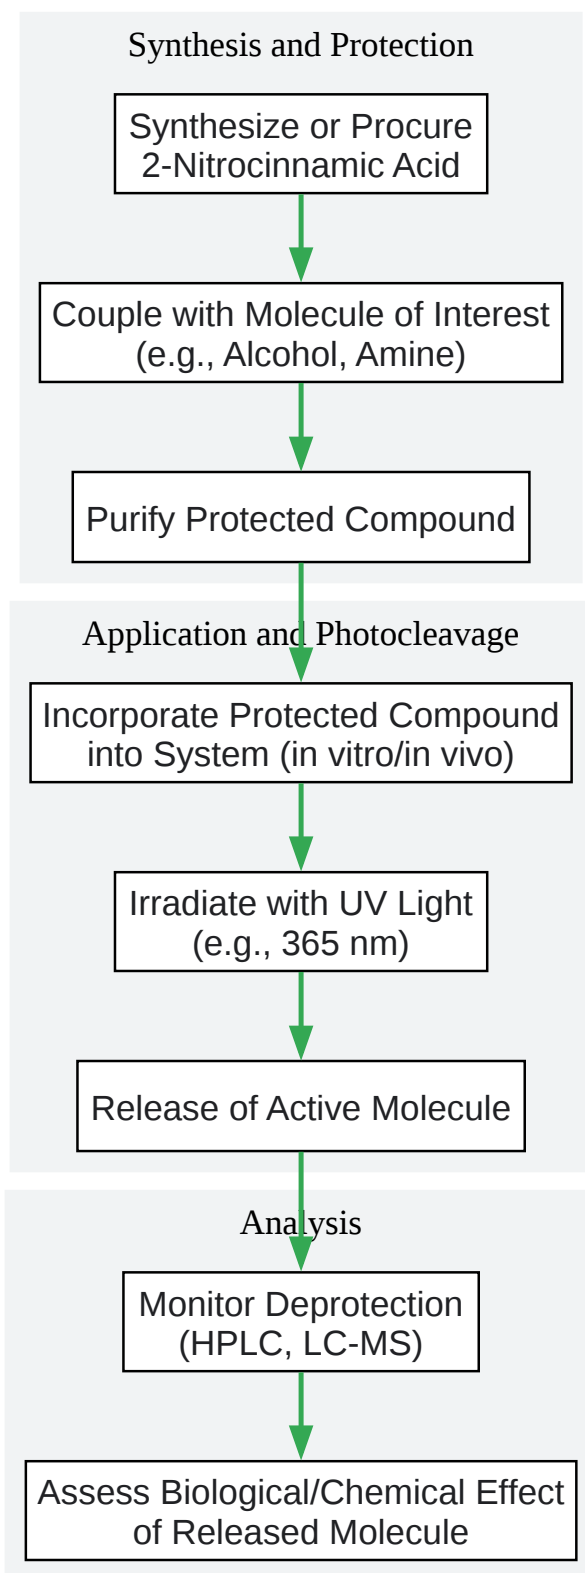 Synthesis and Protection
Synthesize or Procure
2-Nitrocinnamic Acid
Couple with Molecule of Interest
(e.g., Alcohol, Amine)
Purify Protected Compound
Application and Photocleavage
Incorporate Protected Compound
into System (in vitro/in vivo)
Irradiate with UV Light
(e.g., 365 nm)
Release of Active Molecule
Analysis
Monitor Deprotection
(HPLC, LC-MS)
Assess Biological/Chemical Effect
of Released Molecule